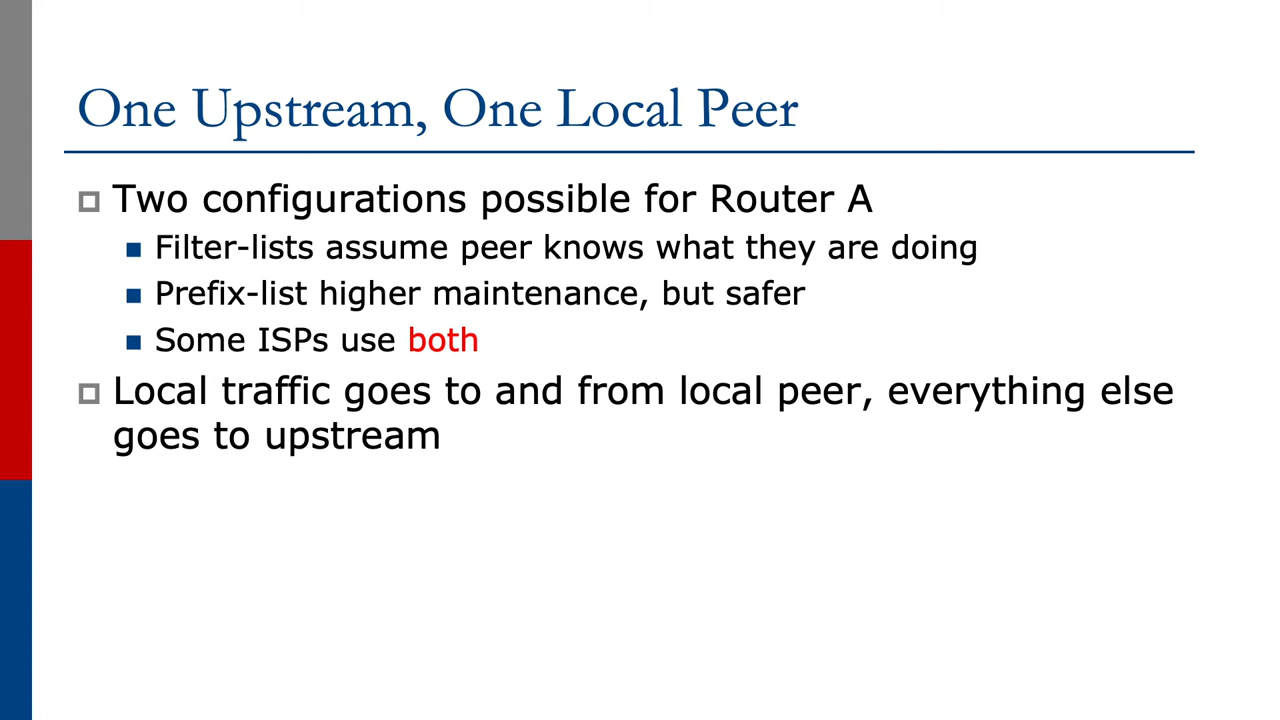 One Upstream, One Local Peer
Two configurations possible for Router A
Filter-lists assume peer knows what they are doing
Prefix-list higher maintenance, but safer
Some ISPs use both
Local traffic goes to and from local peer, everything else
goes to upstream